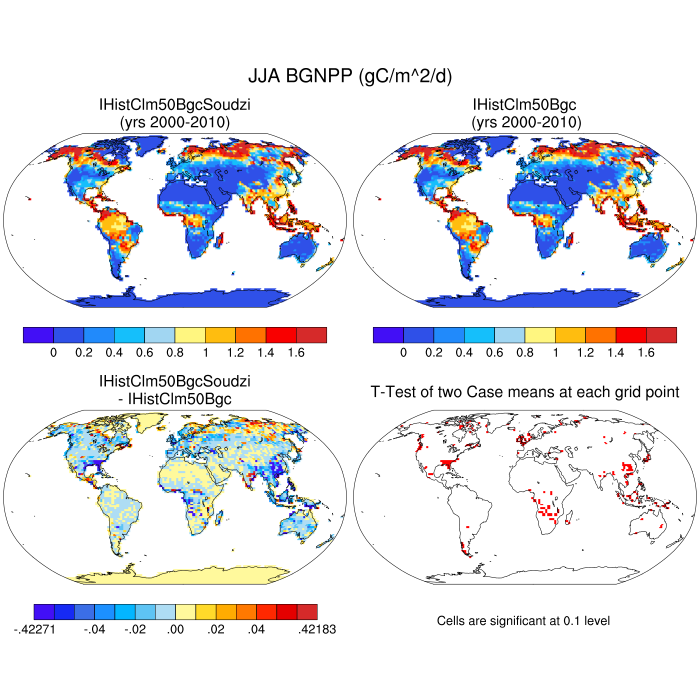 JJA BGNPP (gC/m^2/d)
IHistClm50BgcSoudzi
(yrs 2000-2010)
IHistClm50Bgc
(yrs 2000-2010)
0 0.2 0.4 0.6 0.8 1 1.2 1.4 1.6
0 0.2 0.4 0.6 0.8 1 1.2 1.4 1.6
IHistClm50BgcSoudzi
- IHistClm50Bgc
T-Test of two Case means at each grid point
-.42271 -.04 -.02 .00 .02 .04 .42183
Cells are significant at 0.1 level